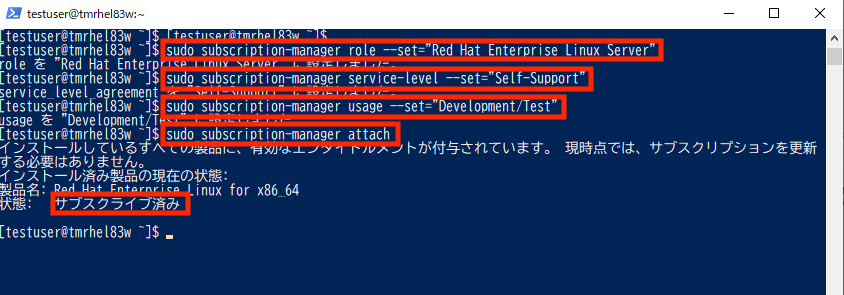 testuser@tmrhel83w:~
[testuser@tmrhel83w ~]$ [testuser@tmrhel83w ~]$
[testuser@tmrhel83w ~]$ sudo subscription-manager role --set="Red Hat Enterprise Linux Server"
role を "Red Hat Enterprise Linux Server" に設定しました。
[testuser@tmrhel83w ~]$ sudo subscription-manager service-level --set="Self-Support"
service_level_agreement を "Self-Support" に設定しました。
[testuser@tmrhel83w ~]$ sudo subscription-manager usage --set="Development/Test"
usage を "Development/Test" に設定しました。
[testuser@tmrhel83w ~]$ sudo subscription-manager attach
インストールしているすべての製品に、有効なエンタイトルメントが付与されています。 現時点では、サブスクリプションを更新
する必要はありません。
インストール済み製品の現在の状態:
製品名: Red Hat Enterprise Linux for x86_64
状態: サブスクライブ済み
[testuser@tmrhel83w ~]$